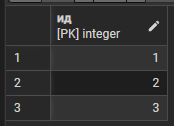 ид
[PK] integer
1 1
2 2
3 3